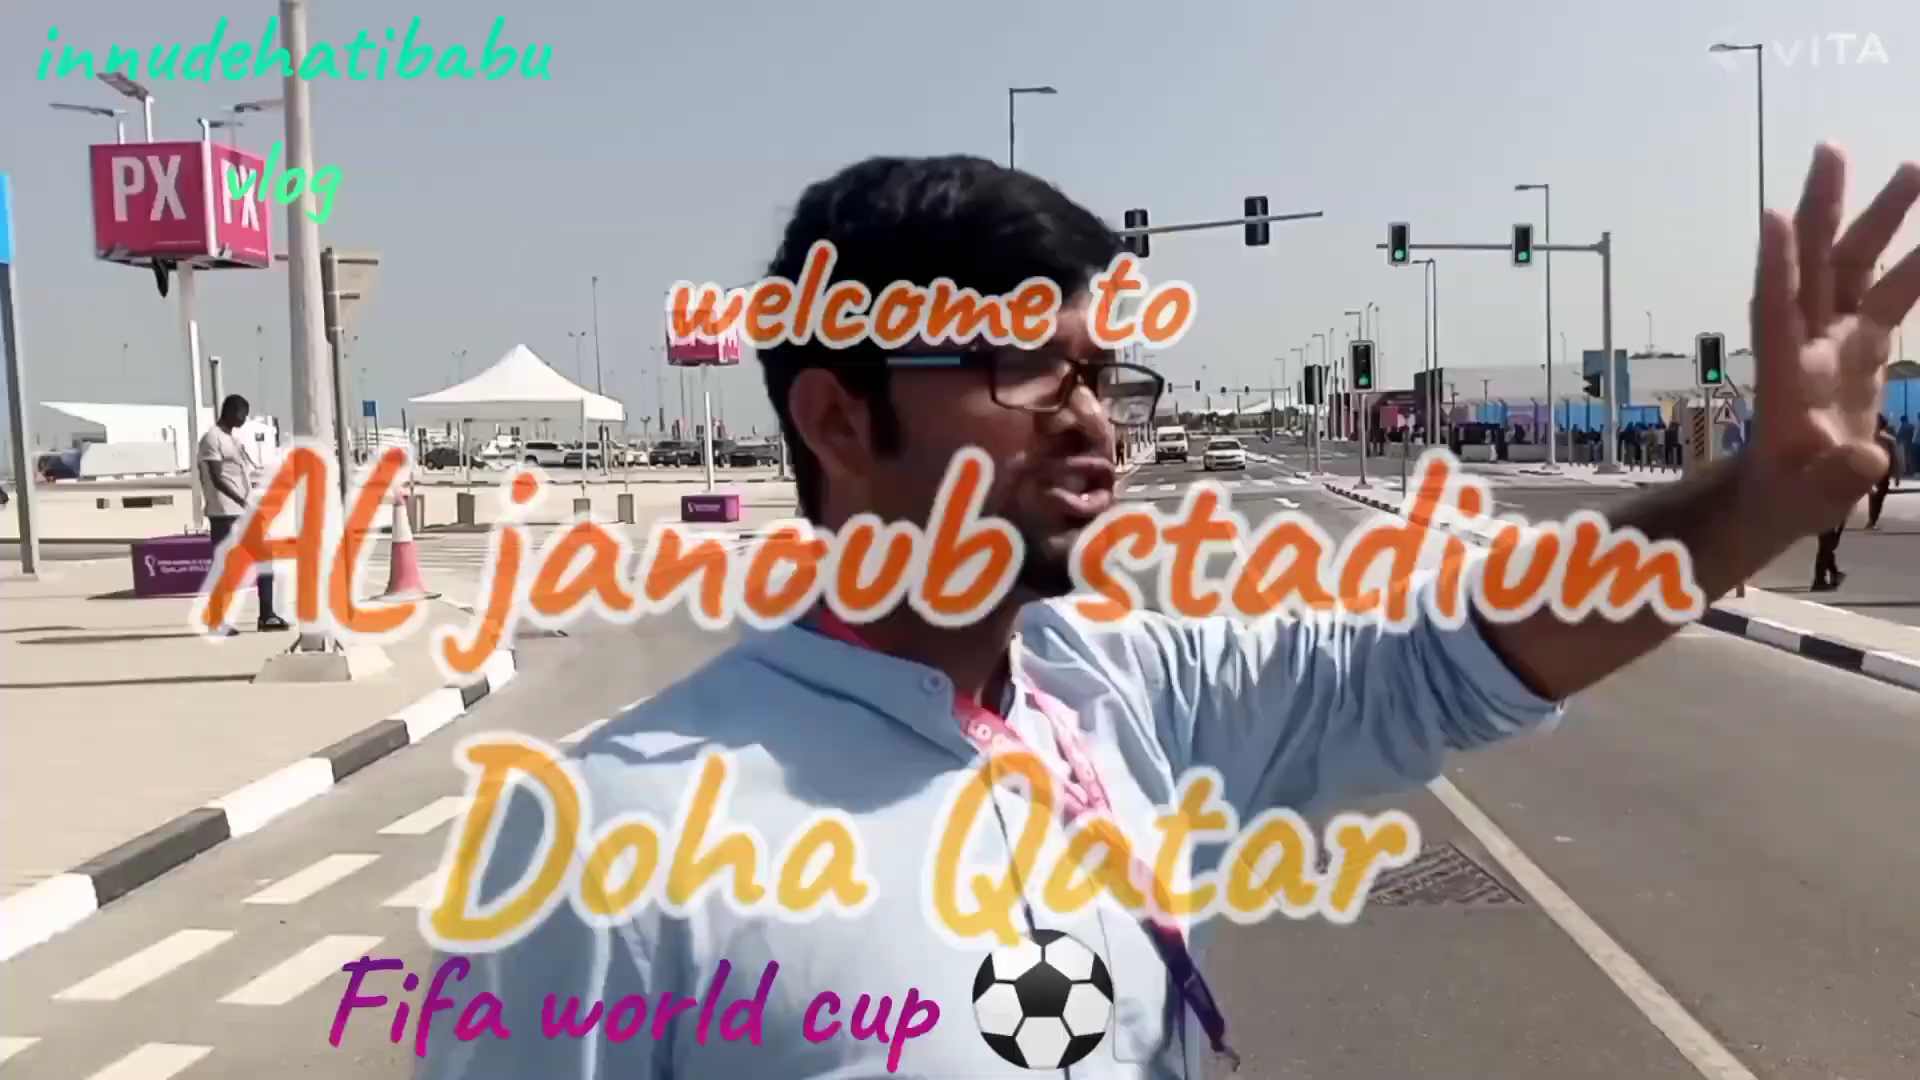 innudehatibabu
vlog
VITA
PX
PX
welcome to
AL janoub stadium
Doha Qatar
Fifa world cup